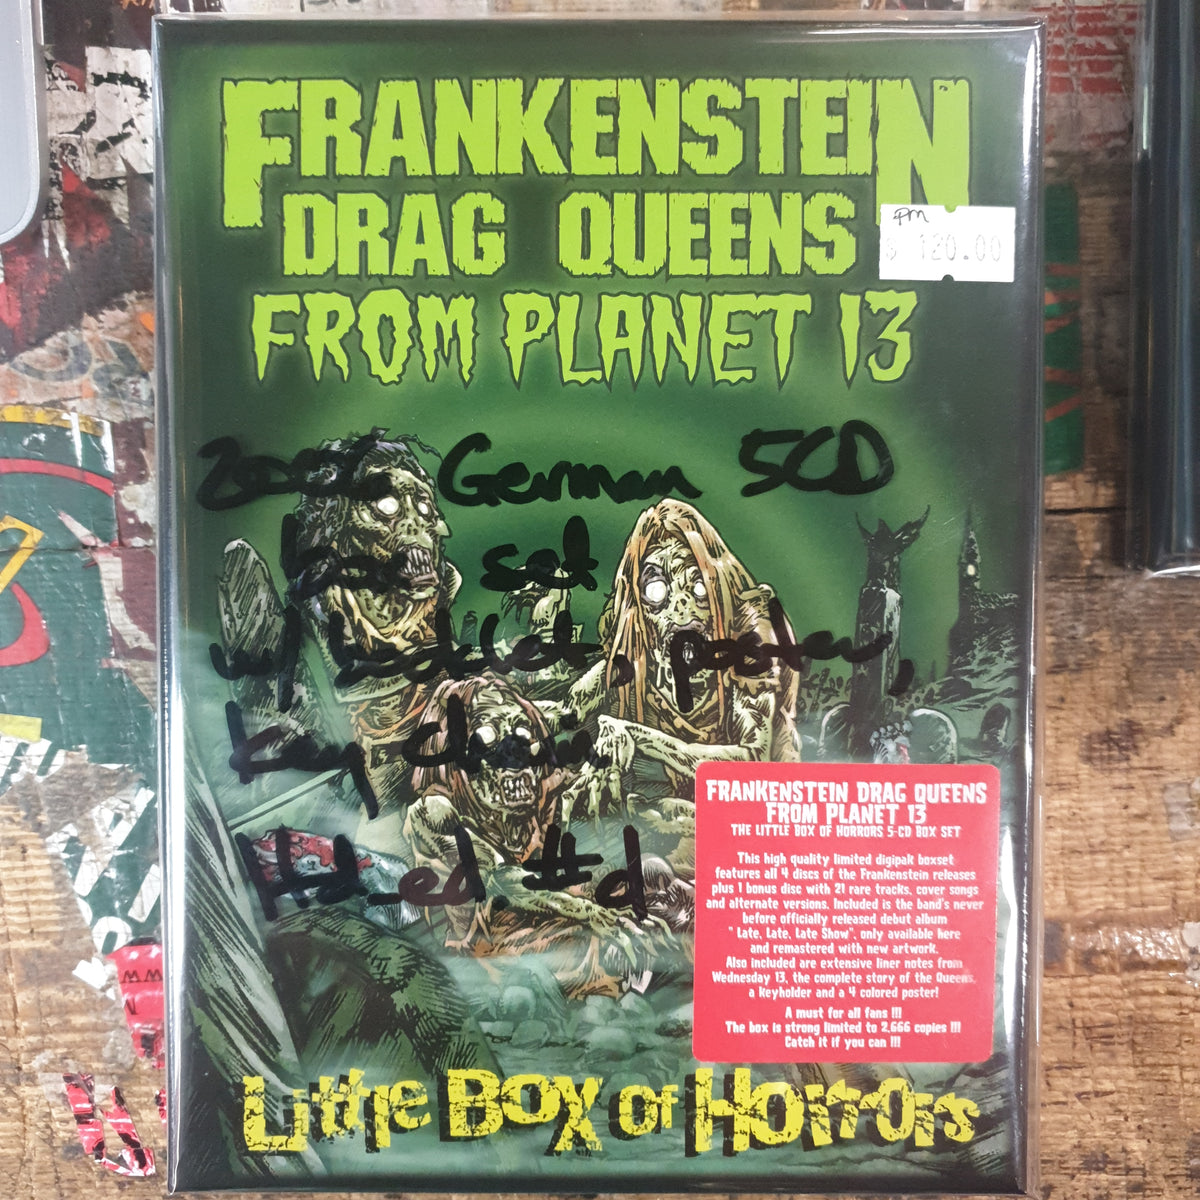 FRANKENSTEIN
DRAG QUEENS
FROM PLANET 13
PM
$ 120.00
2006 German 5CD
box set
w/ booklet, poster,
key chain
Ltd. ed. #d
FRANKENSTEIN DRAG QUEENS
FROM PLANET 13
THE LITTLE BOX OF HORRORS 5-CD BOX SET
This high quality limited digipak boxset
features all 4 discs of the Frankenstein releases
plus 1 bonus disc with 21 rare tracks, cover songs
and alternate versions. Included is the band's never
before officially released debut album
" Late, Late, Late Show", only available here
and remastered with new artwork.
Also included are extensive liner notes from
Wednesday 13, the complete story of the Queens,
a Keyholder and a 4 colored poster!
A must for all fans !!!
The box is strong limited to 2,666 copies !!!
Catch it if you can !!!
Little Box of Horrors